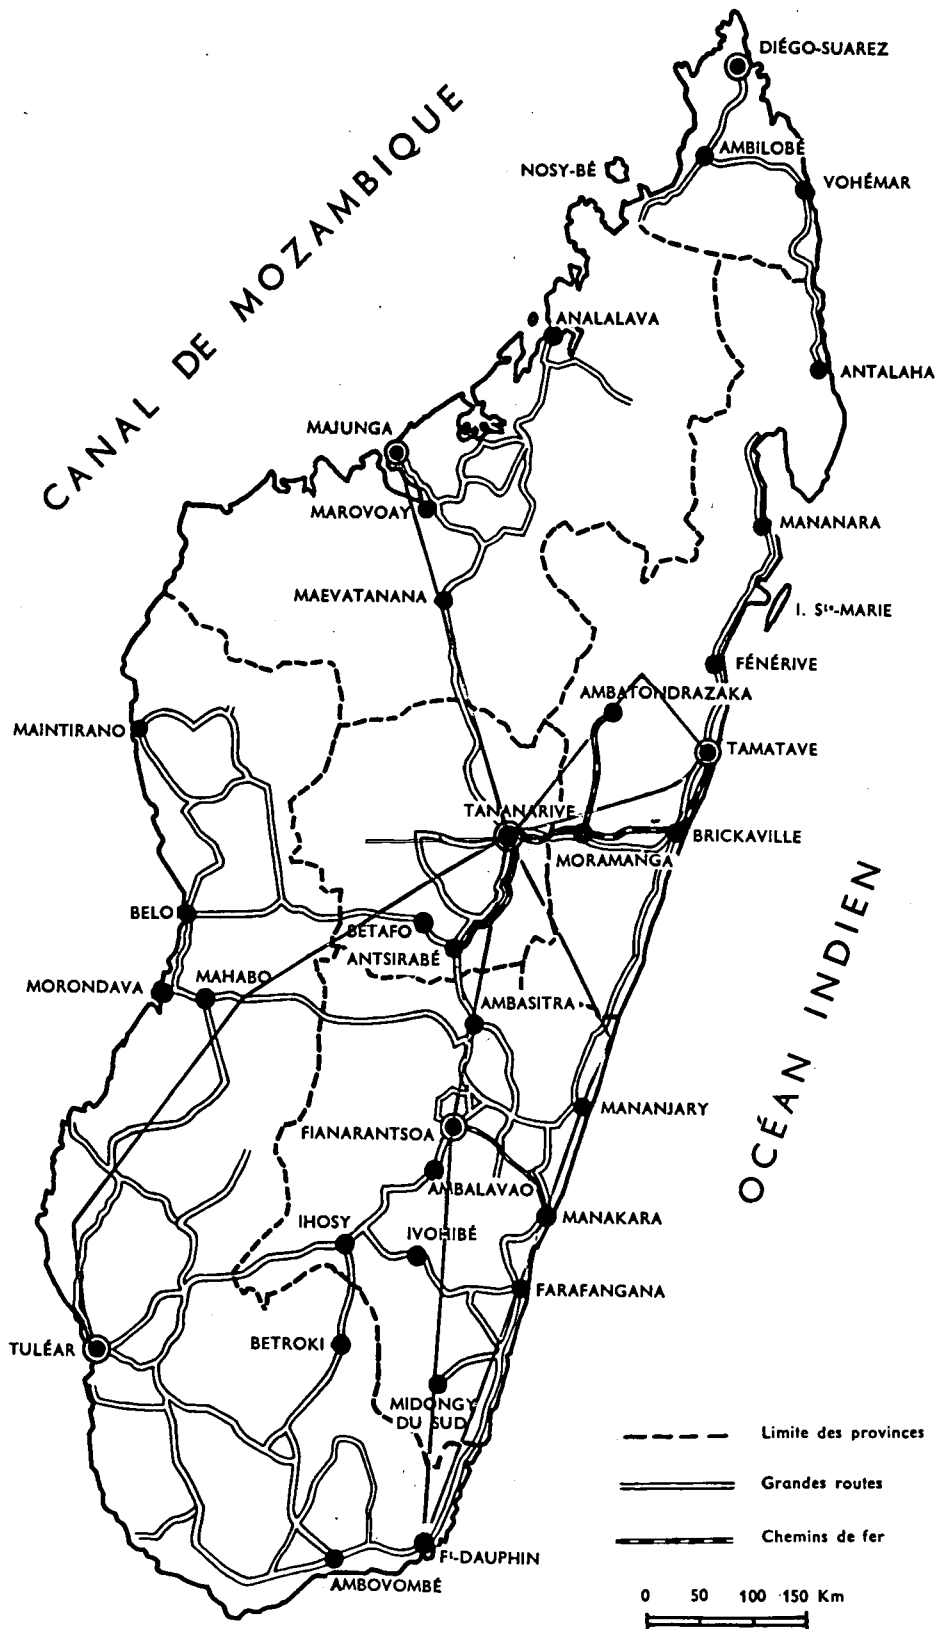 DIÉGO-SUAREZ
CANAL DE MOZAMBIQUE
AMBILOBÉ
NOSY-BÉ
VOHÉMAR
ANALALAVA
ANTALAHA
MAJUNGA
MAROVOAY
MANANARA
MAEVATANANA
I. Ste-MARIE
FÉNÉRIVE
AMBATONDRAZAKA
MAINTIRANO
TAMATAVE
TANANARIVE
BRICKAVILLE
MORAMANGA
OCÉAN INDIEN
BELO
BÉTAFO
ANTSIRABÉ
MORONDAVA
MAHABO
AMBASITRA
MANANJARY
FIANARANTSOA
AMBALAVAO
MANAKARA
IHOSY
IVOHIBÉ
FARAFANGANA
TULÉAR
BETROKI
MIDONGY
DU SUD
Limite des provinces
Grandes routes
Chemins de fer
Ft-DAUPHIN
AMBOVOMBÉ
0 50 100 150 Km